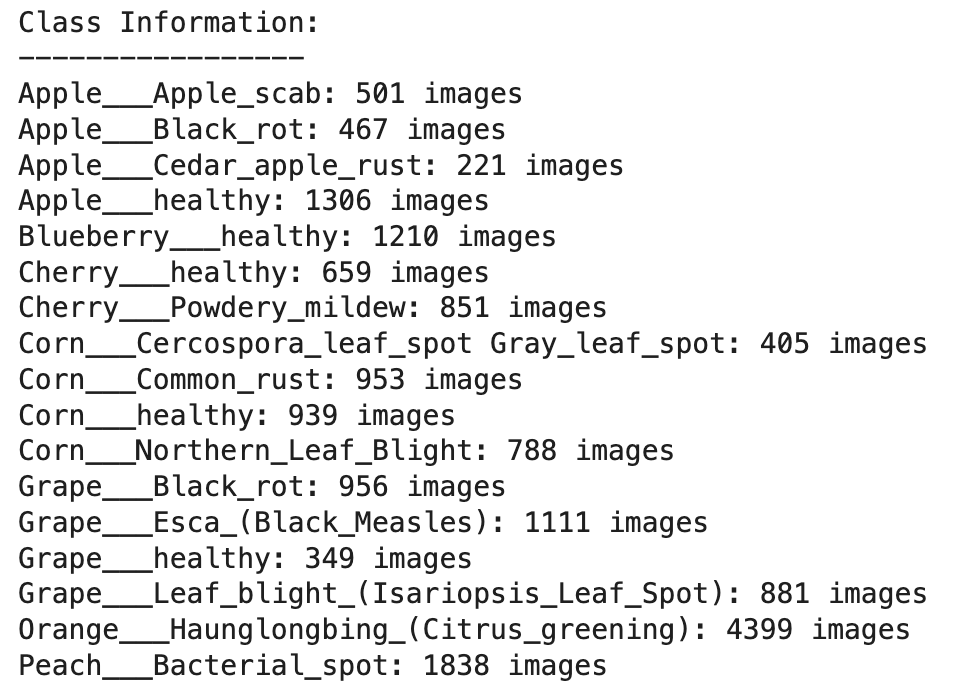 Class Information:
-----------------
Apple___Apple_scab: 501 images
Apple___Black_rot: 467 images
Apple___Cedar_apple_rust: 221 images
Apple___healthy: 1306 images
Blueberry___healthy: 1210 images
Cherry___healthy: 659 images
Cherry___Powdery_mildew: 851 images
Corn___Cercospora_leaf_spot Gray_leaf_spot: 405 images
Corn___Common_rust: 953 images
Corn___healthy: 939 images
Corn___Northern_Leaf_Blight: 788 images
Grape___Black_rot: 956 images
Grape___Esca_(Black_Measles): 1111 images
Grape___healthy: 349 images
Grape___Leaf_blight_(Isariopsis_Leaf_Spot): 881 images
Orange___Haunglongbing_(Citrus_greening): 4399 images
Peach___Bacterial_spot: 1838 images